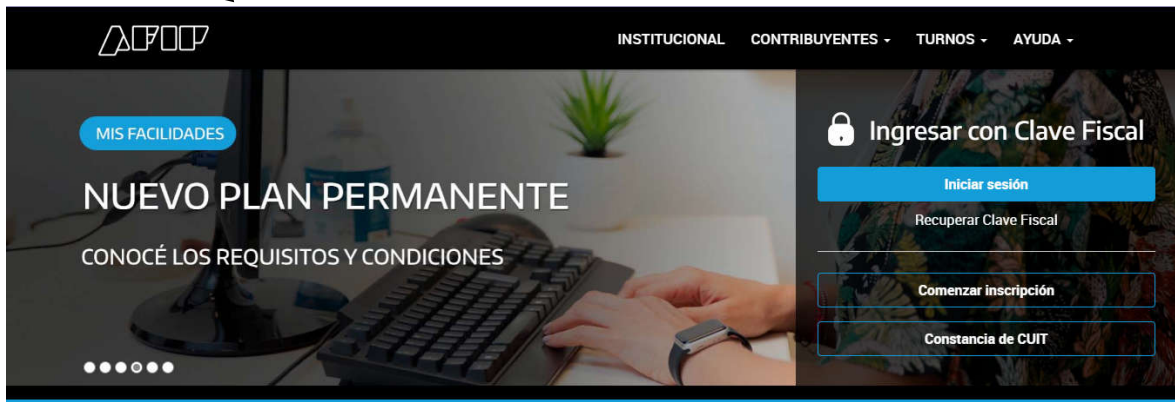 AFIP
INSTITUCIONAL CONTRIBUYENTES TURNOS AYUDA
MIS FACILIDADES
NUEVO PLAN PERMANENTE
CONOCÉ LOS REQUISITOS Y CONDICIONES
Ingresar con Clave Fiscal
Iniciar sesión
Recuperar Clave Fiscal
Comenzar inscripción
Constancia de CUIT